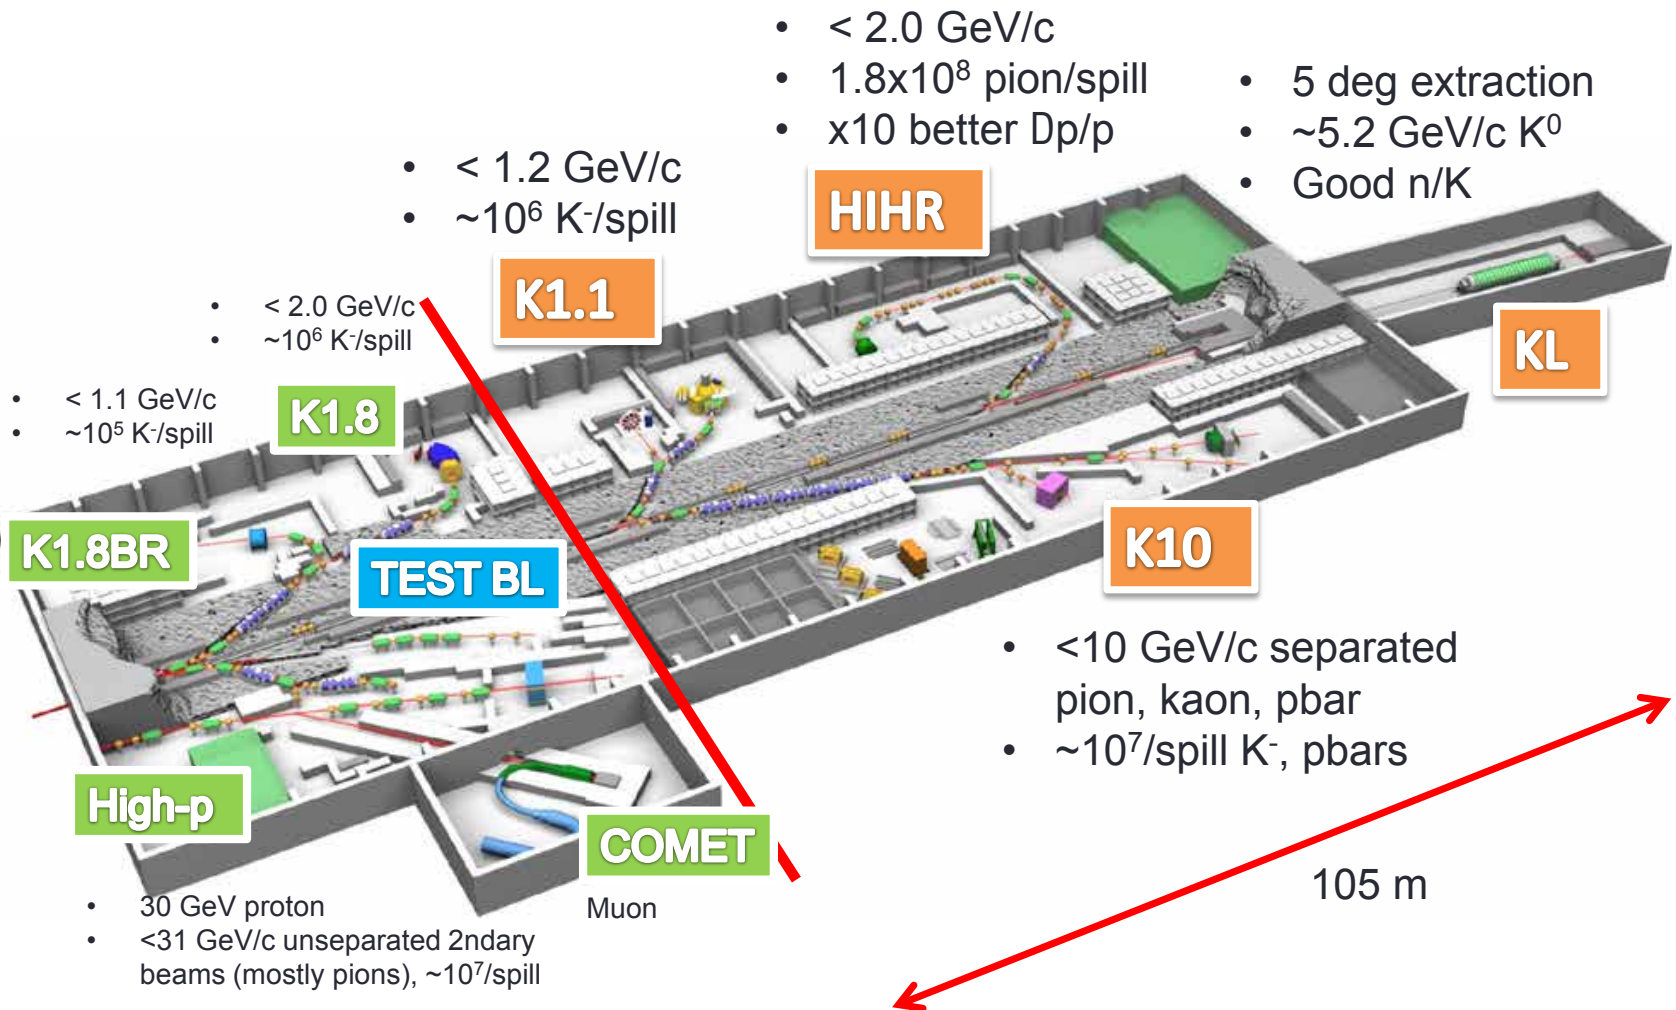 • < 2.0 GeV/c
• 1.8x10⁸ pion/spill
• x10 better Dp/p
HIHR
• 5 deg extraction
• ~5.2 GeV/c K⁰
• Good n/K
KL
• < 1.2 GeV/c
• ~10⁶ K⁻/spill
K1.1
• < 2.0 GeV/c
• ~10⁶ K⁻/spill
K1.8
• < 1.1 GeV/c
• ~10⁵ K⁻/spill
K1.8BR
TEST BL
K10
• <10 GeV/c separated
pion, kaon, pbar
• ~10⁷/spill K⁻, pbars
High-p
• 30 GeV proton
• <31 GeV/c unseparated 2ndary
beams (mostly pions), ~10⁷/spill
COMET
Muon
105 m